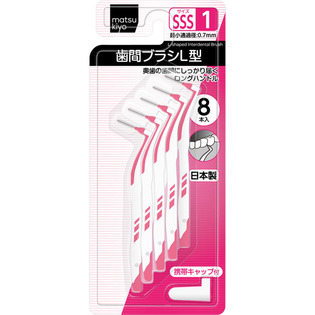 matsu
kiyo
サイズ
SSS 1
最小通過径:0.7mm
L-shaped Interdental Brush
歯間ブラシL型
奥歯の歯間にしっかり届く
ロングハンドル
8
本入
日本製
携帯キャップ付